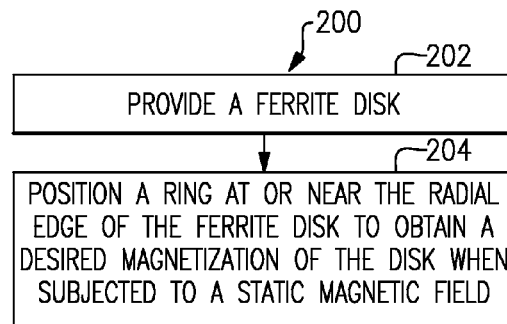 200
202
PROVIDE A FERRITE DISK
204
POSITION A RING AT OR NEAR THE RADIAL
EDGE OF THE FERRITE DISK TO OBTAIN A
DESIRED MAGNETIZATION OF THE DISK WHEN
SUBJECTED TO A STATIC MAGNETIC FIELD